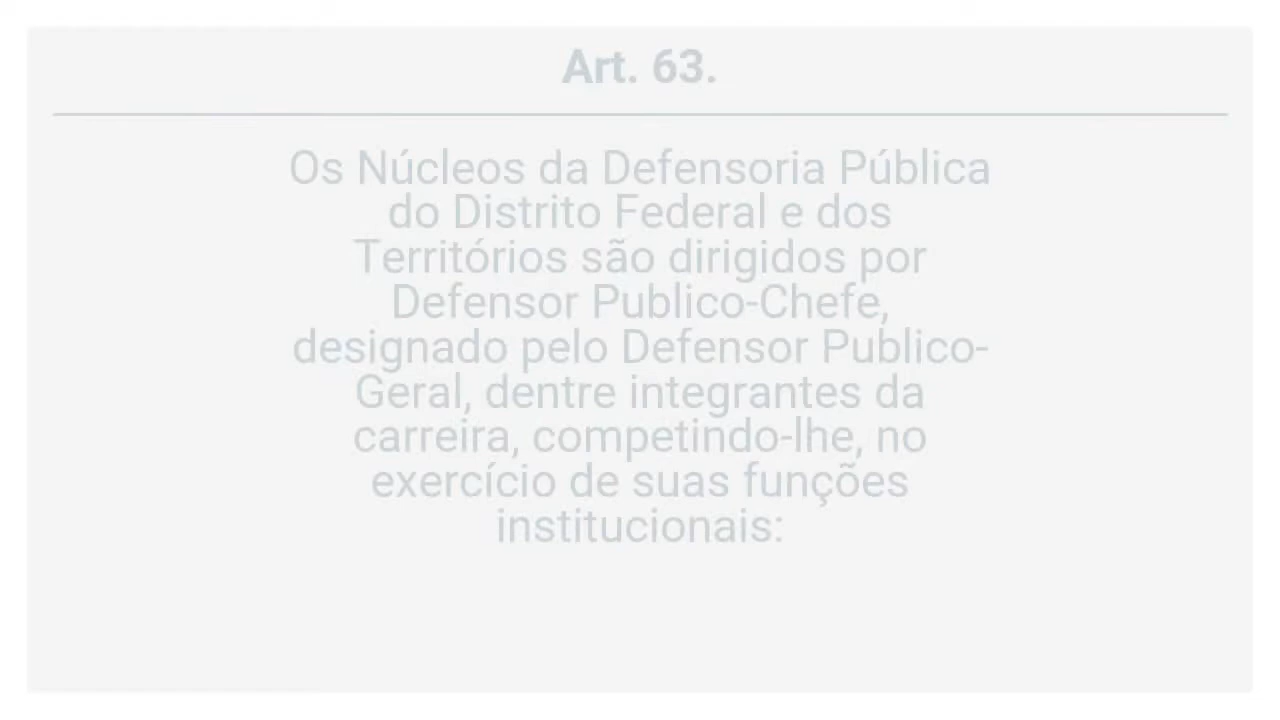 Art. 63.
Os Núcleos da Defensoria Pública
do Distrito Federal e dos
Territórios são dirigidos por
Defensor Publico-Chefe,
designado pelo Defensor Publico-
Geral, dentre integrantes da
carreira, competindo-lhe, no
exercício de suas funções
institucionais: